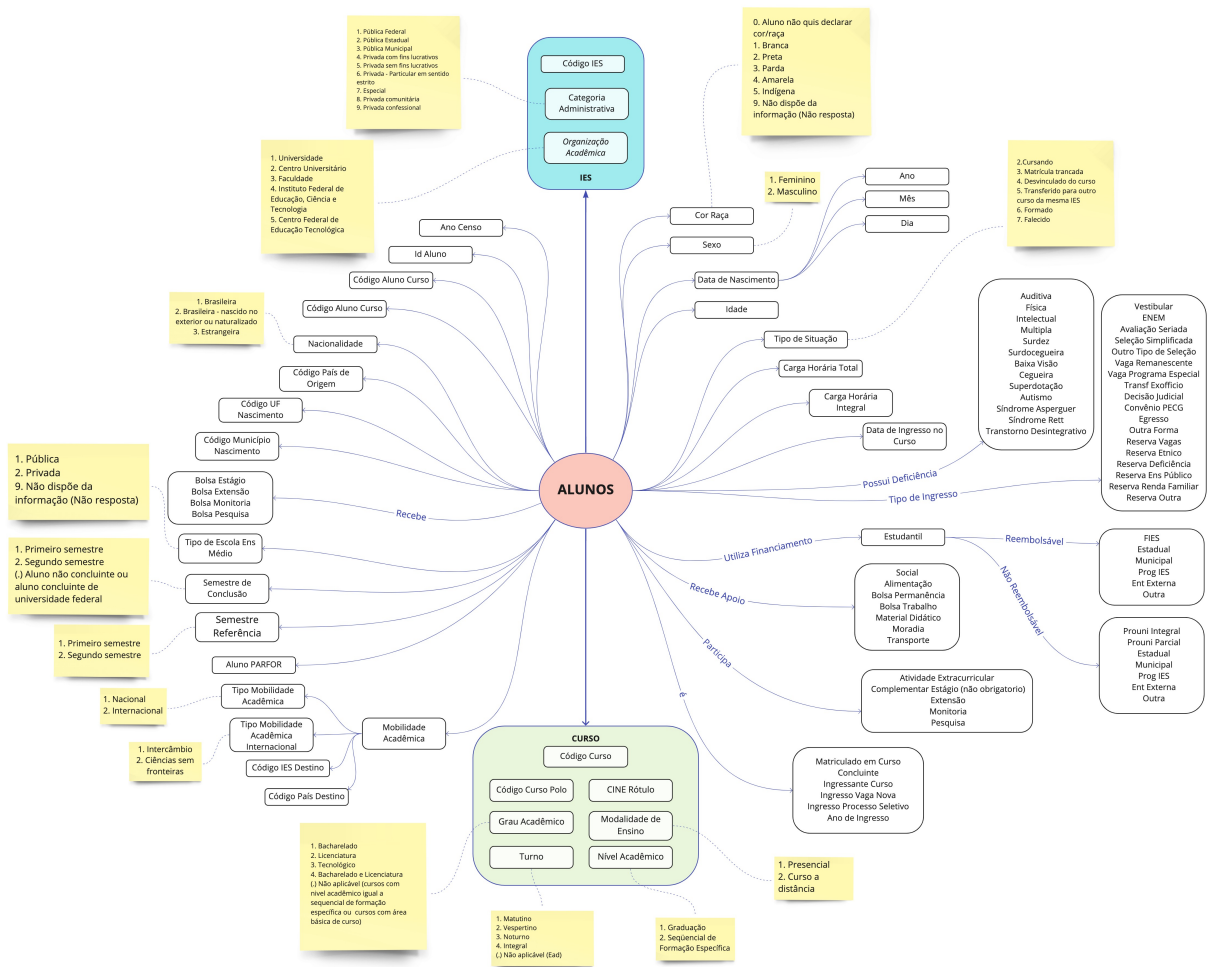 1. Pública Federal
2. Pública Estadual
3. Pública Municipal
4. Privada com fins lucrativos
5. Privada sem fins lucrativos
6. Privada - Particular em sentido
estrito
7. Especial
8. Privada comunitária
9. Privada confessional
1. Universidade
2. Centro Universitário
3. Faculdade
4. Instituto Federal de
Educação, Ciência e
Tecnologia
5. Centro Federal de
Educação Tecnológica
Código IES
Categoria
Administrativa
Organização
Acadêmica
IES
0. Aluno não quis declarar
cor/raça
1. Branca
2. Preta
3. Parda
4. Amarela
5. Indígena
9. Não dispõe da
informação (Não resposta)
1. Feminino
2. Masculino
2.Cursando
3. Matrícula trancada
4. Desvinculado do curso
5. Transferido para outro
curso da mesma IES
6. Formado
7. Falecido
Ano
Mês
Dia
Cor Raça
Sexo
Data de Nascimento
Idade
Tipo de Situação
Carga Horária Total
Carga Horária
Integral
Data de Ingresso no
Curso
Ano Censo
Id Aluno
Código Aluno Curso
Código Aluno Curso
1. Brasileira
2. Brasileira - nascido no
exterior ou naturalizado
3. Estrangeira
Nacionalidade
Código País de
Origem
Código UF
Nascimento
Código Município
Nascimento
1. Pública
2. Privada
9. Não dispõe da
informação (Não resposta)
Bolsa Estágio
Bolsa Extensão
Bolsa Monitoria
Bolsa Pesquisa
Recebe
ALUNOS
Possui Deficiência
Tipo de Ingresso
Auditiva
Física
Intelectual
Multipla
Surdez
Surdocegueira
Baixa Visão
Cegueira
Superdotação
Autismo
Síndrome Asperguer
Síndrome Rett
Transtorno Desintegrativo
Vestibular
ENEM
Avaliação Seriada
Seleção Simplificada
Outro Tipo de Seleção
Vaga Remanescente
Vaga Programa Especial
Transf Exofficio
Decisão Judicial
Convênio PECG
Egresso
Outra Forma
Reserva Vagas
Reserva Etnico
Reserva Deficiência
Reserva Ens Público
Reserva Renda Familiar
Reserva Outra
Tipo de Escola Ens
Médio
1. Primeiro semestre
2. Segundo semestre
(.) Aluno não concluinte ou
aluno concluinte de
universidade federal
Semestre de
Conclusão
Semestre
Referência
1. Primeiro semestre
2. Segundo semestre
Aluno PARFOR
Utiliza Financiamento
Estudantil
Reembolsável
Não Reembolsável
FIES
Estadual
Municipal
Prog IES
Ent Externa
Outra
Recebe Apoio
Social
Alimentação
Bolsa Permanência
Bolsa Trabalho
Material Didático
Moradia
Transporte
Prouni Integral
Prouni Parcial
Estadual
Municipal
Prog IES
Ent Externa
Outra
Participa
Atividade Extracurricular
Complementar Estágio (não obrigatorio)
Extensão
Monitoria
Pesquisa
é
Matriculado em Curso
Concluinte
Ingressante Curso
Ingresso Vaga Nova
Ingresso Processo Seletivo
Ano de Ingresso
1. Nacional
2. Internacional
Tipo Mobilidade
Acadêmica
Tipo Mobilidade
Acadêmica
Internacional
Mobilidade
Acadêmica
1. Intercâmbio
2. Ciências sem
fronteiras
Código IES Destino
Código País Destino
CURSO
Código Curso
Código Curso Polo
CINE Rótulo
Grau Acadêmico
Modalidade de
Ensino
Turno
Nível Acadêmico
1. Bacharelado
2. Licenciatura
3. Tecnológico
4. Bacharelado e Licenciatura
(.) Não aplicável (cursos com
nivel acadêmico igual a
sequencial de formação
específica ou cursos com área
básica de curso)
1. Presencial
2. Curso a
distância
1. Matutino
2. Vespertino
3. Noturno
4. Integral
(.) Não aplicável (Ead)
1. Graduação
2. Seqüencial de
Formação Específica